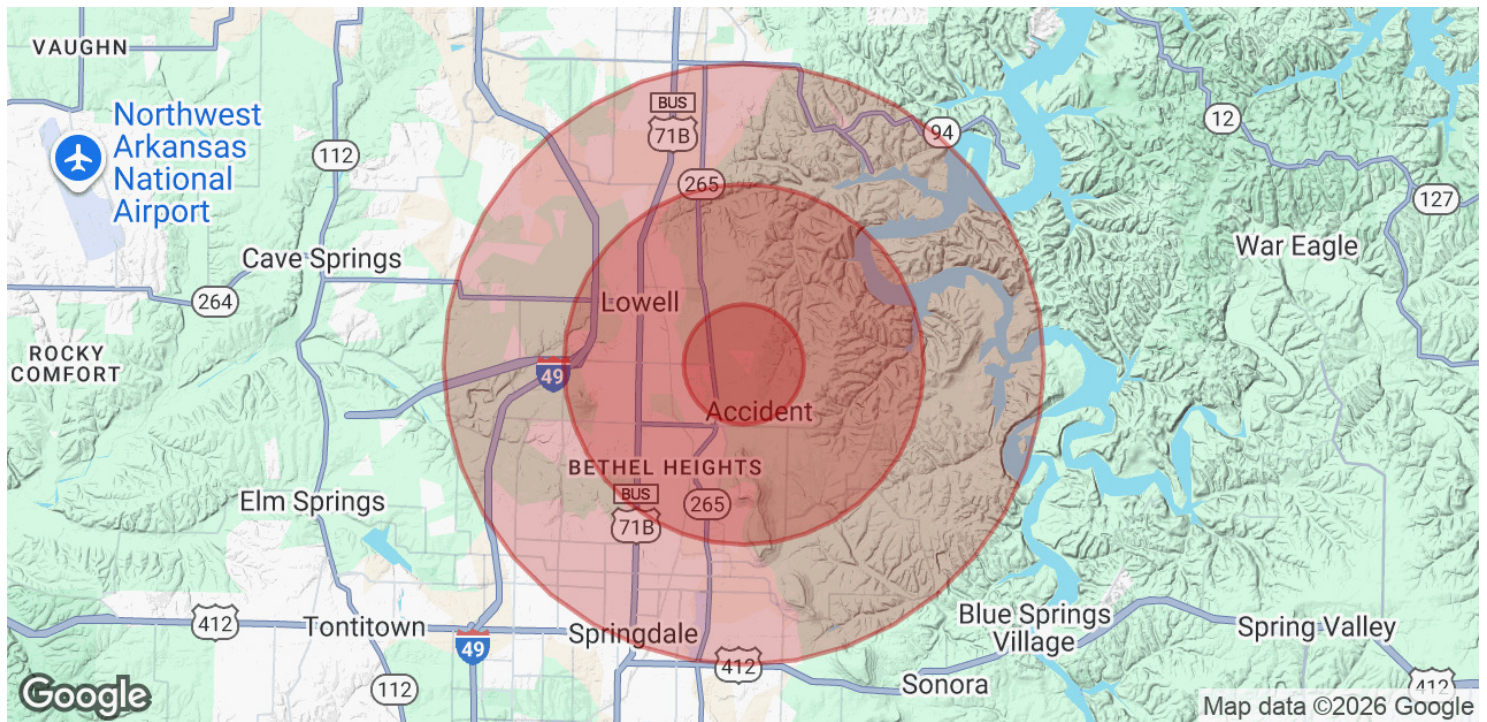 VAUGHN
Northwest
Arkansas
National
Airport
112
BUS
71B
94
12
265
127
Cave Springs
War Eagle
264
Lowell
ROCKY
COMFORT
49
Accident
BETHEL HEIGHTS
Elm Springs
BUS
71B
265
412
Tontitown
49
Springdale
Blue Springs
Village
Spring Valley
412
112
Sonora
412
Google
Map data ©2026 Google